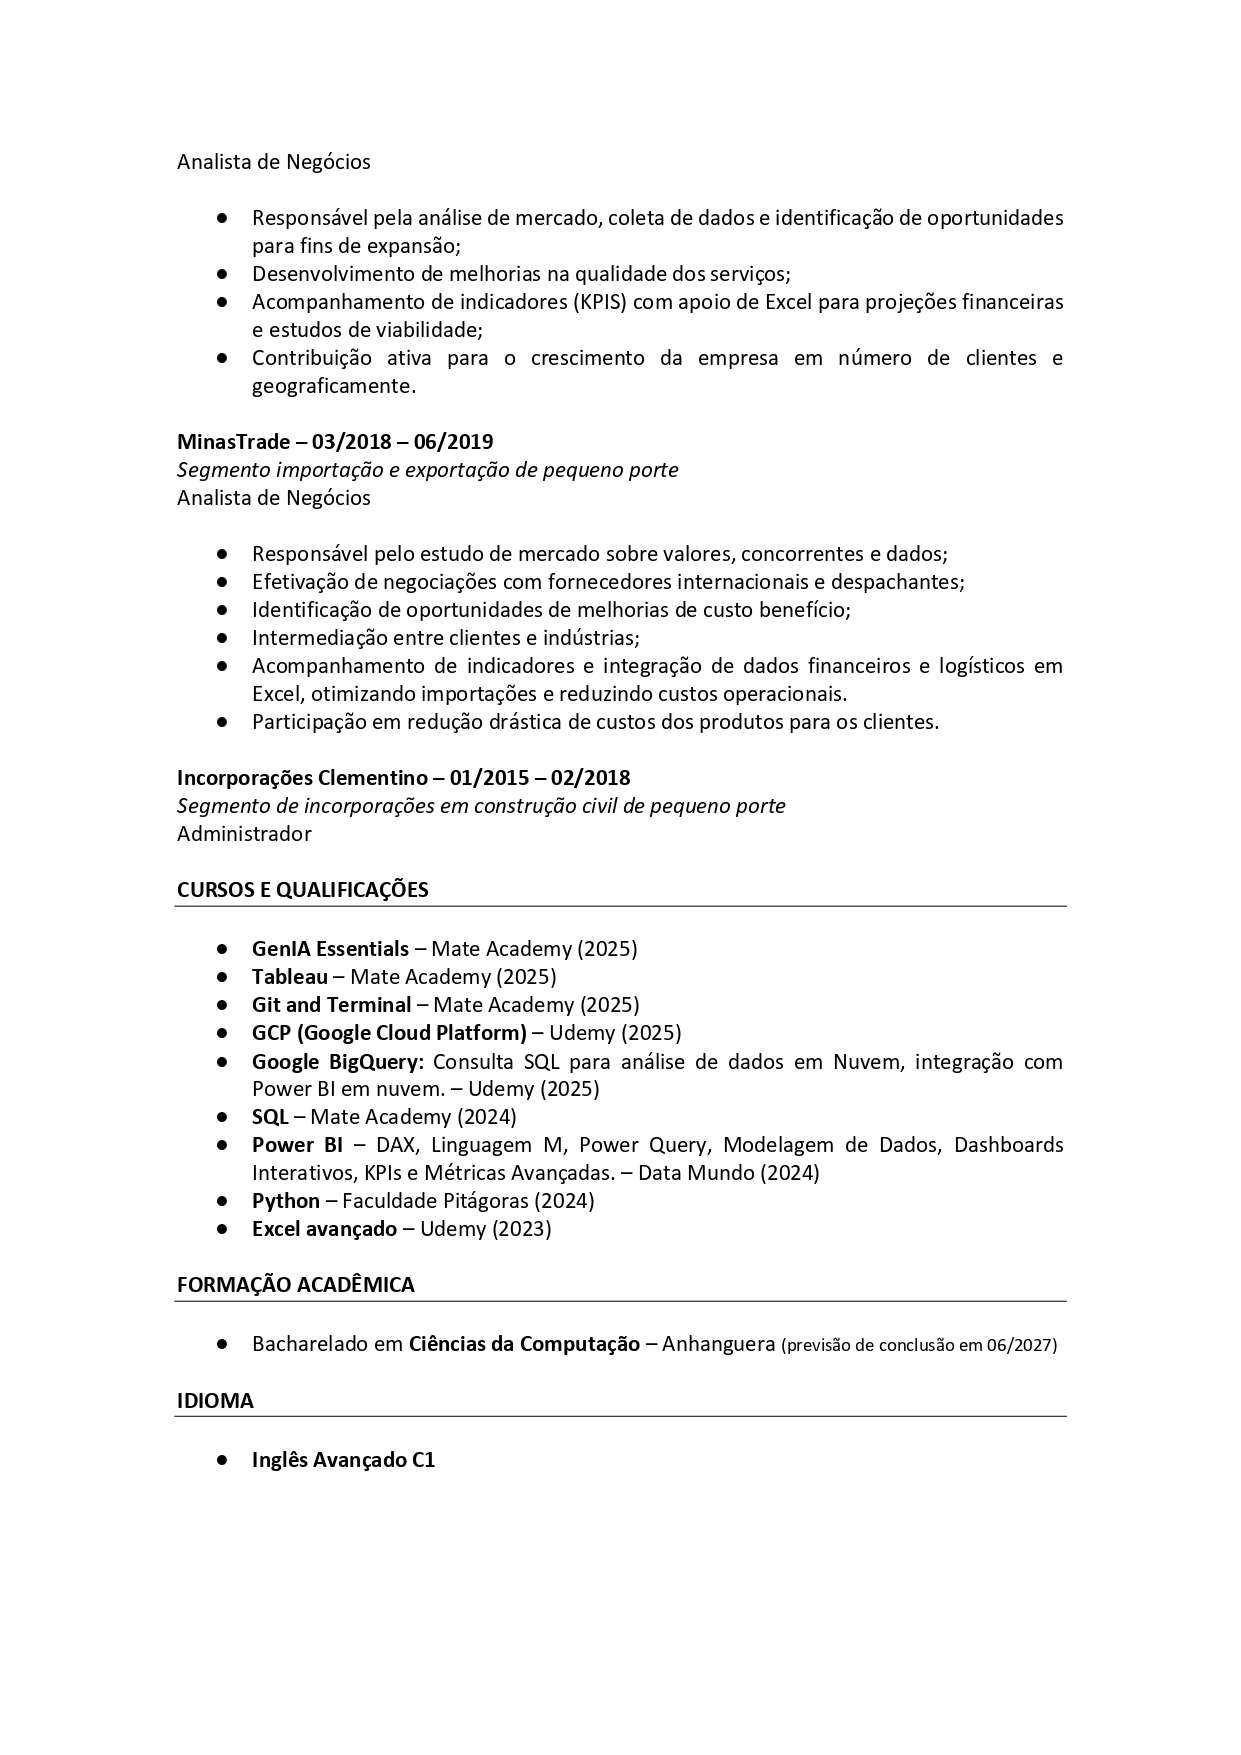 Analista de Negócios
● Responsável pela análise de mercado, coleta de dados e identificação de oportunidades
para fins de expansão;
● Desenvolvimento de melhorias na qualidade dos serviços;
● Acompanhamento de indicadores (KPIS) com apoio de Excel para projeções financeiras
e estudos de viabilidade;
● Contribuição ativa para o crescimento da empresa em número de clientes e
geograficamente.
MinasTrade – 03/2018 – 06/2019
Segmento importação e exportação de pequeno porte
Analista de Negócios
● Responsável pelo estudo de mercado sobre valores, concorrentes e dados;
● Efetivação de negociações com fornecedores internacionais e despachantes;
● Identificação de oportunidades de melhorias de custo benefício;
● Intermediação entre clientes e indústrias;
● Acompanhamento de indicadores e integração de dados financeiros e logísticos em
Excel, otimizando importações e reduzindo custos operacionais.
● Participação em redução drástica de custos dos produtos para os clientes.
Incorporações Clementino – 01/2015 – 02/2018
Segmento de incorporações em construção civil de pequeno porte
Administrador
CURSOS E QUALIFICAÇÕES
● GenIA Essentials – Mate Academy (2025)
● Tableau – Mate Academy (2025)
● Git and Terminal – Mate Academy (2025)
● GCP (Google Cloud Platform) – Udemy (2025)
● Google BigQuery: Consulta SQL para análise de dados em Nuvem, integração com
Power BI em nuvem. – Udemy (2025)
● SQL – Mate Academy (2024)
● Power BI – DAX, Linguagem M, Power Query, Modelagem de Dados, Dashboards
Interativos, KPIs e Métricas Avançadas. – Data Mundo (2024)
● Python – Faculdade Pitágoras (2024)
● Excel avançado – Udemy (2023)
FORMAÇÃO ACADÊMICA
● Bacharelado em Ciências da Computação – Anhanguera (previsão de conclusão em 06/2027)
IDIOMA
● Inglês Avançado C1